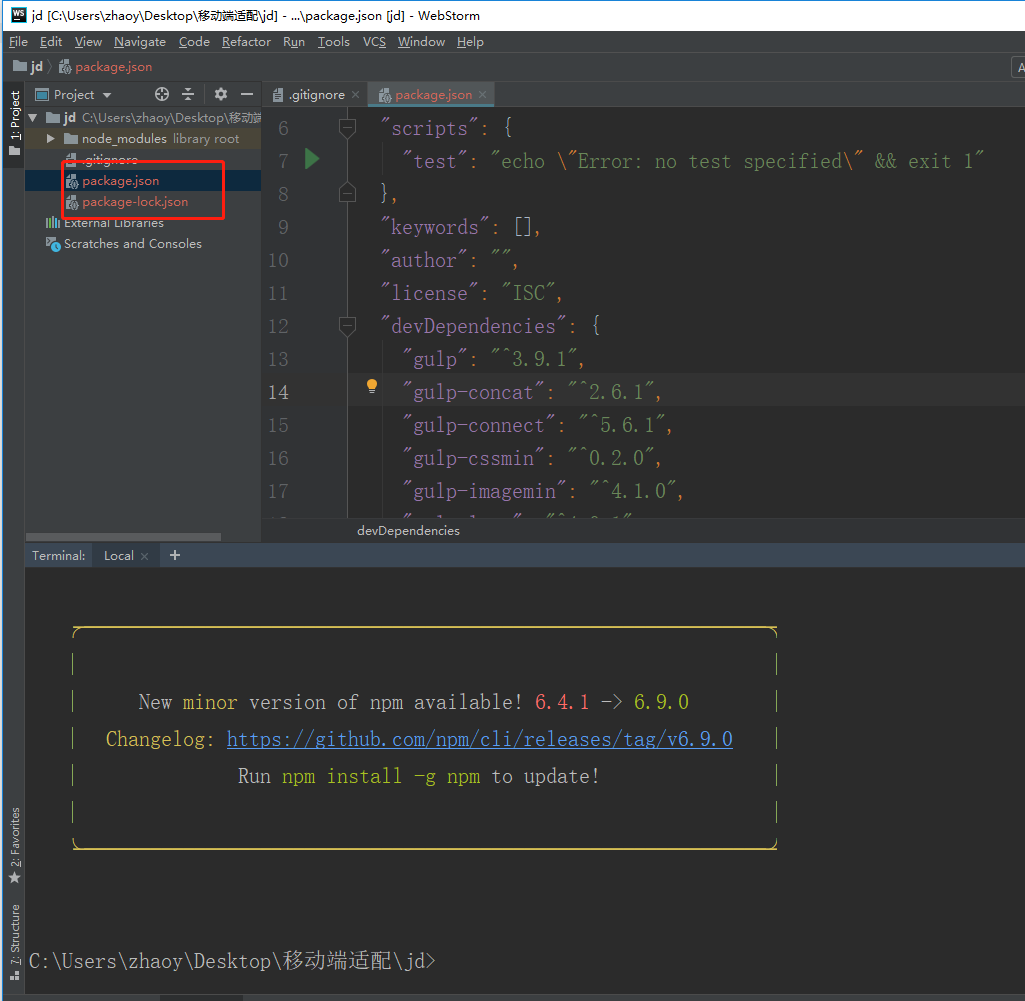 jd [C:\Users\zhaoy\Desktop\移动端适配\jd] - ...\package.json [jd] - WebStorm
File Edit View Navigate Code Refactor Run Tools VCS Window Help
jd package.json
1: Project
Project
jd C:\Users\zhaoy\Desktop\移动端
node_modules library root
.gitignore
package.json
package-lock.json
External Libraries
Scratches and Consoles
.gitignore package.json
6 "scripts": {
7 "test": "echo \"Error: no test specified\" && exit 1"
8 },
9 "keywords": [],
10 "author": "",
11 "license": "ISC",
12 "devDependencies": {
13 "gulp": "^3.9.1",
14 "gulp-concat": "^2.6.1",
15 "gulp-connect": "^5.6.1",
16 "gulp-cssmin": "^0.2.0",
17 "gulp-imagemin": "^4.1.0",
devDependencies
Terminal: Local +
New minor version of npm available! 6.4.1 -> 6.9.0
Changelog: https://github.com/npm/cli/releases/tag/v6.9.0
Run npm install -g npm to update!
2: Favorites
7: Structure
C:\Users\zhaoy\Desktop\移动端适配\jd>